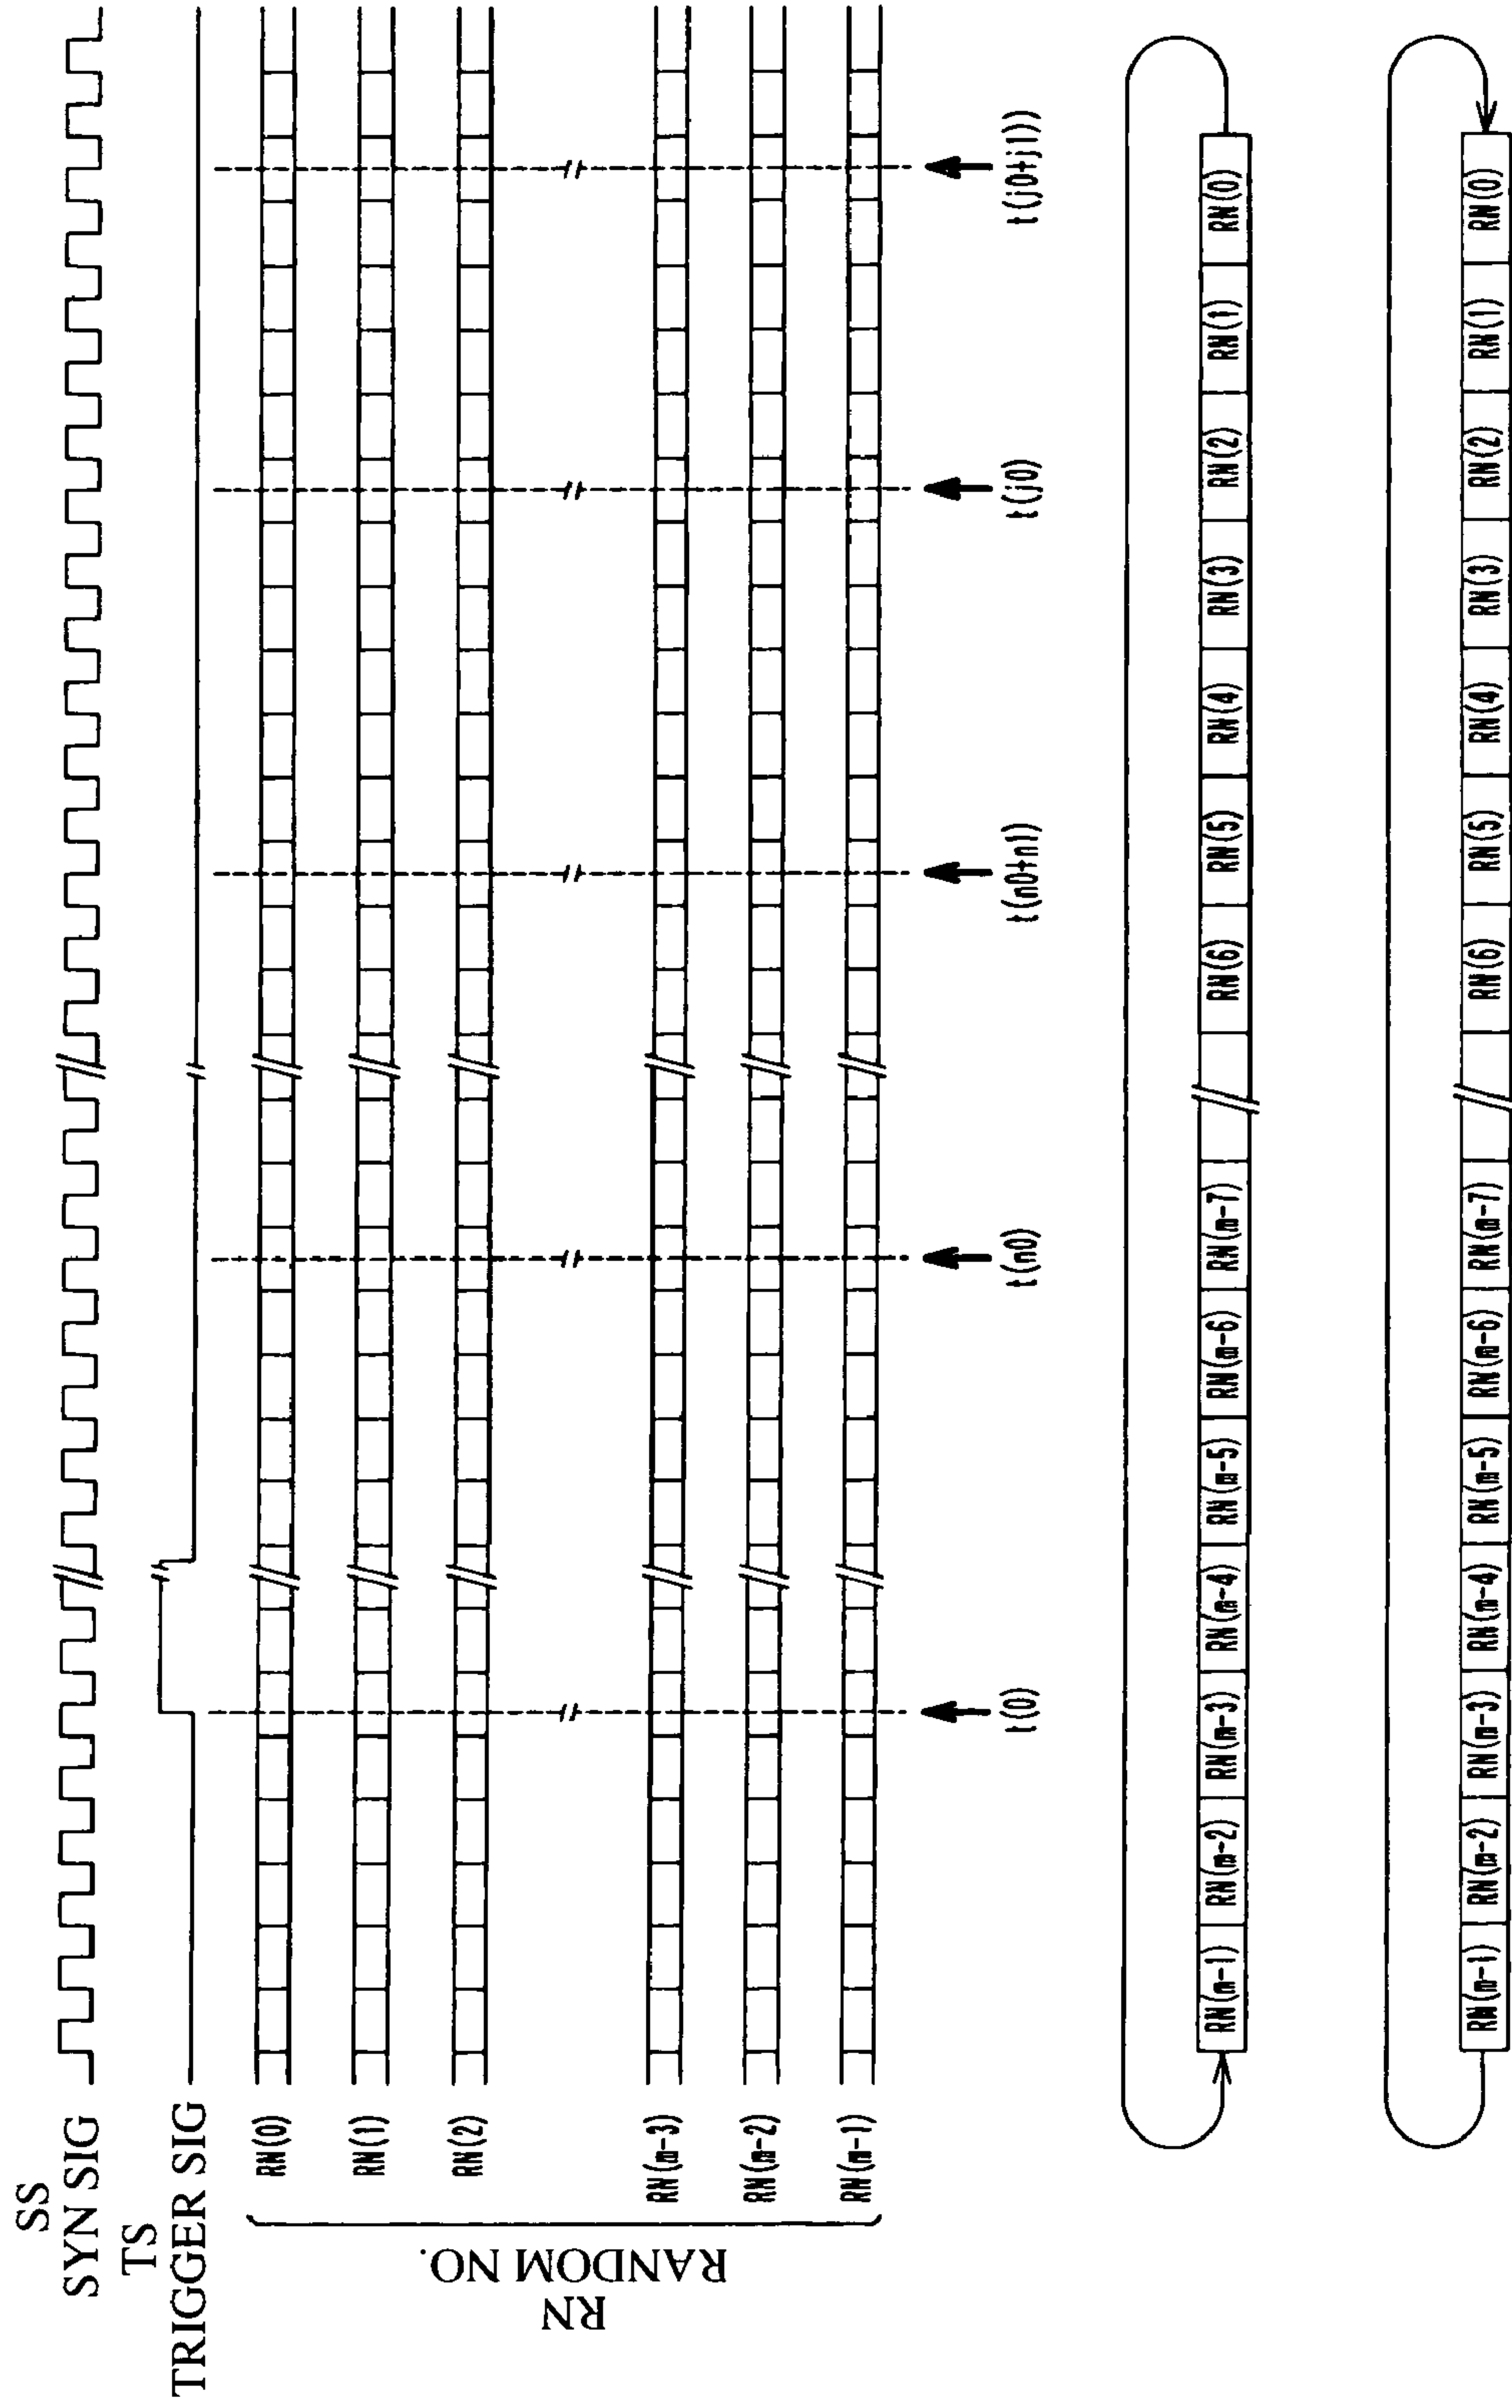 SS
SYN SIG
TS
TRIGGER SIG
RN
RANDOM NO.
RN(0)
RN(1)
RN(2)
RN(m-3)
RN(m-2)
RN(m-1)
t(0)
t(n0)
t(n0+n1)
t(j0)
t(j0+j1))
RN(m-1) RN(m-2) RN(m-3) RN(m-4) RN(m-5) RN(m-6) RN(m-7) RN(6) RN(5) RN(4) RN(3) RN(2) RN(1) RN(0)
RN(m-1) RN(m-2) RN(m-3) RN(m-4) RN(m-5) RN(m-6) RN(m-7) RN(6) RN(5) RN(4) RN(3) RN(2) RN(1) RN(0)